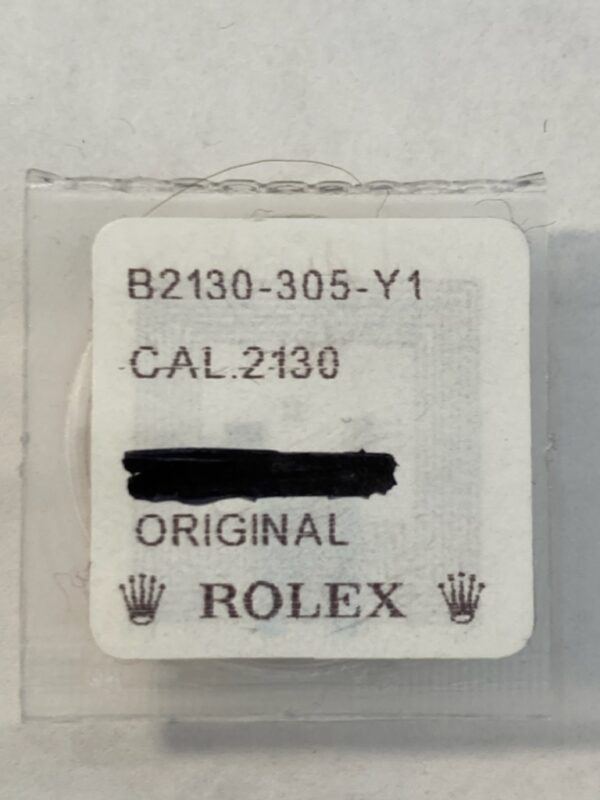 B2130-305-Y1
CAL.2130
ORIGINAL
ROLEX